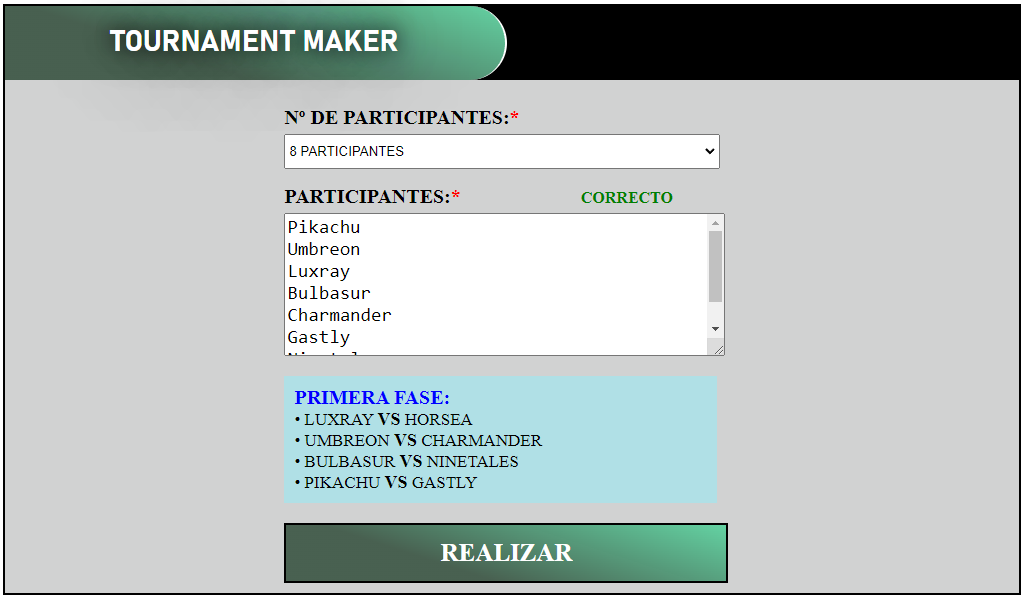 TOURNAMENT MAKER
Nº DE PARTICIPANTES:*
8 PARTICIPANTES
PARTICIPANTES:* CORRECTO
Pikachu
Umbreon
Luxray
Bulbasur
Charmander
Gastly
PRIMERA FASE:
• LUXRAY VS HORSEA
• UMBREON VS CHARMANDER
• BULBASUR VS NINETALES
• PIKACHU VS GASTLY
REALIZAR